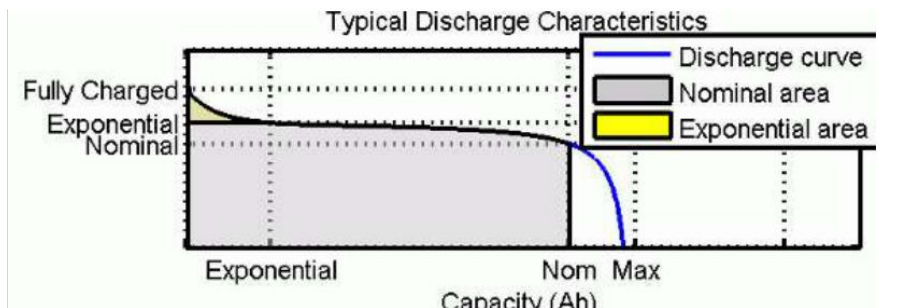 Typical Discharge Characteristics
Discharge curve
Nominal area
Exponential area
Fully Charged
Exponential
Nominal
Exponential Nom Max
Capacity (Ah)